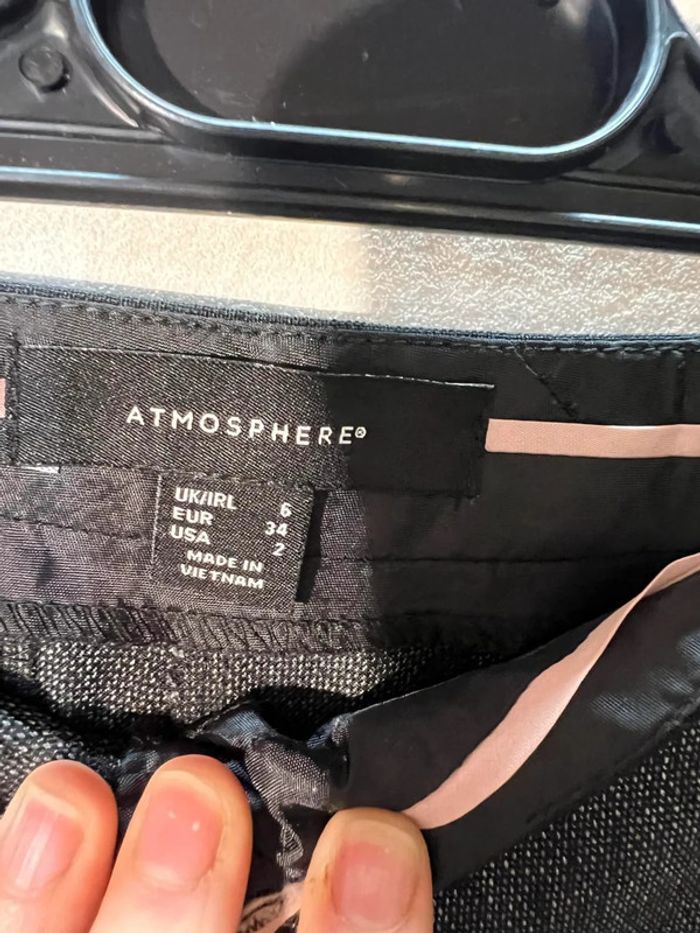 ATMOSPHERE®
UK/IRL 6
EUR 34
USA 2
MADE IN
VIETNAM